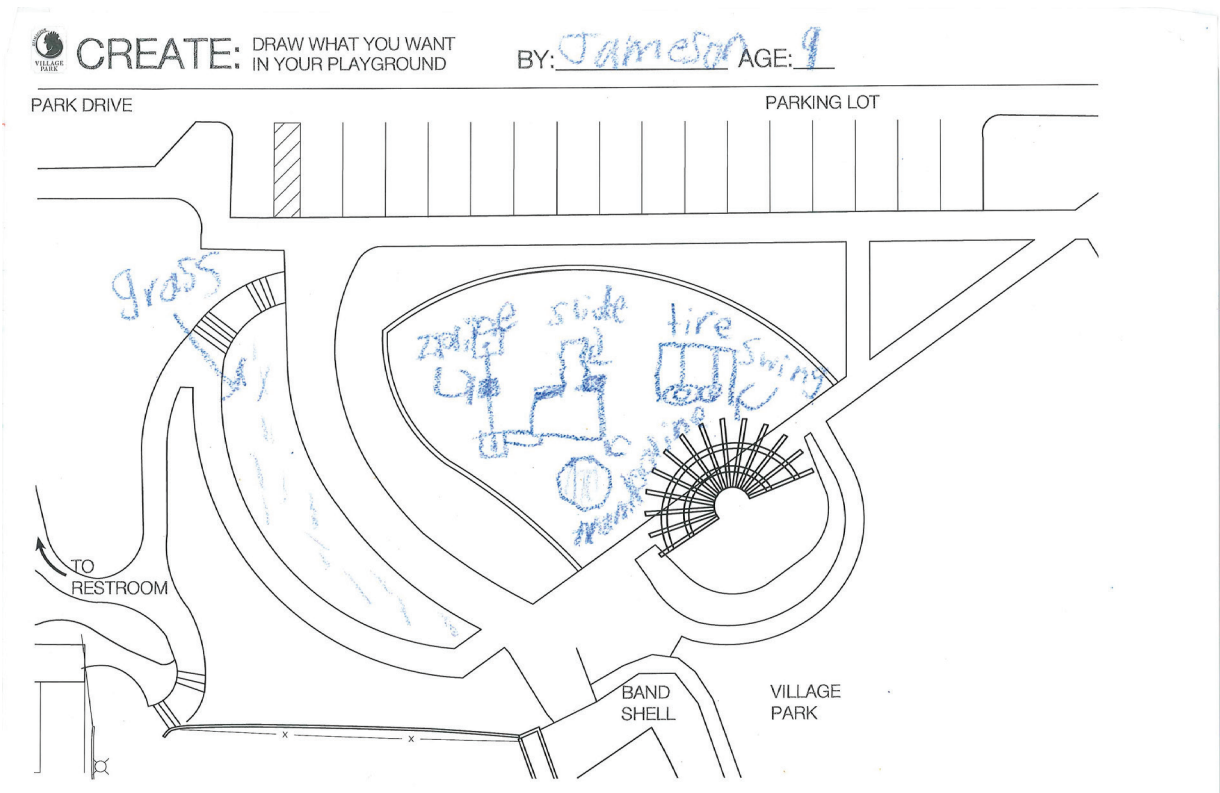 VILLAGE
PARK
CREATE: DRAW WHAT YOU WANT
IN YOUR PLAYGROUND
BY: Jameson AGE: 9
PARK DRIVE
PARKING LOT
grass
slide
tire
swing
TO
RESTROOM
BAND
SHELL
VILLAGE
PARK
x
x